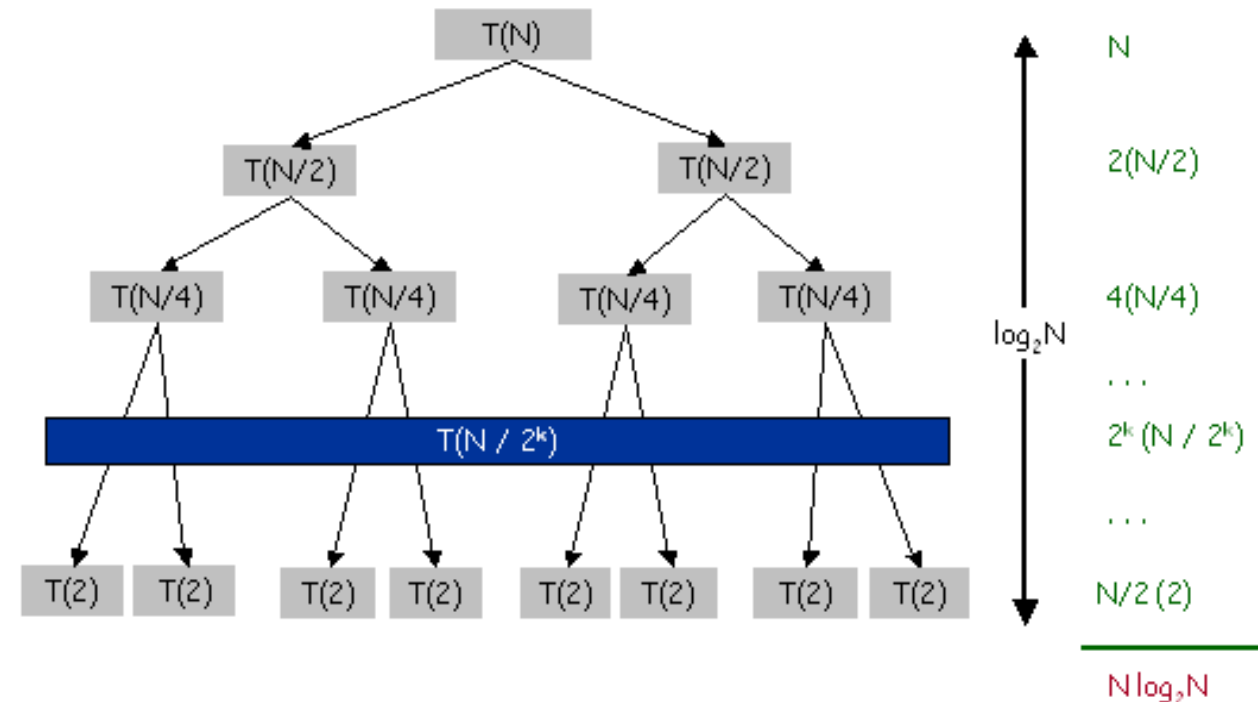 T(N) N
T(N/2) T(N/2) 2(N/2)
T(N/4) T(N/4) T(N/4) T(N/4) 4(N/4)
log₂N
. . .
T(N / 2ᵏ) 2ᵏ (N / 2ᵏ)
. . .
T(2) T(2) T(2) T(2) T(2) T(2) T(2) T(2) N/2 (2)
N log₂N